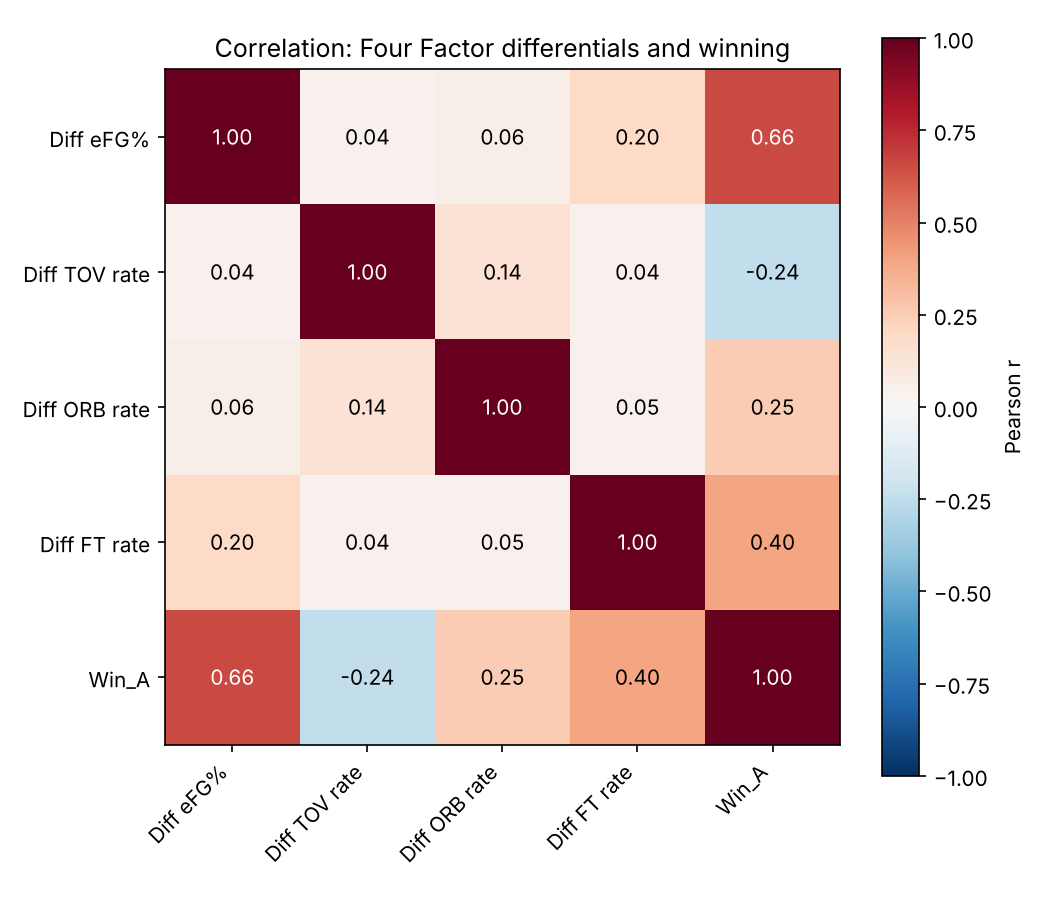 Correlation: Four Factor differentials and winning
Diff eFG% 1.00 0.04 0.06 0.20 0.66
Diff TOV rate 0.04 1.00 0.14 0.04 -0.24
Diff ORB rate 0.06 0.14 1.00 0.05 0.25
Diff FT rate 0.20 0.04 0.05 1.00 0.40
Win_A 0.66 -0.24 0.25 0.40 1.00
Diff eFG% Diff TOV rate Diff ORB rate Diff FT rate Win_A
1.00
0.75
0.50
0.25
0.00
−0.25
−0.50
−0.75
−1.00
Pearson r